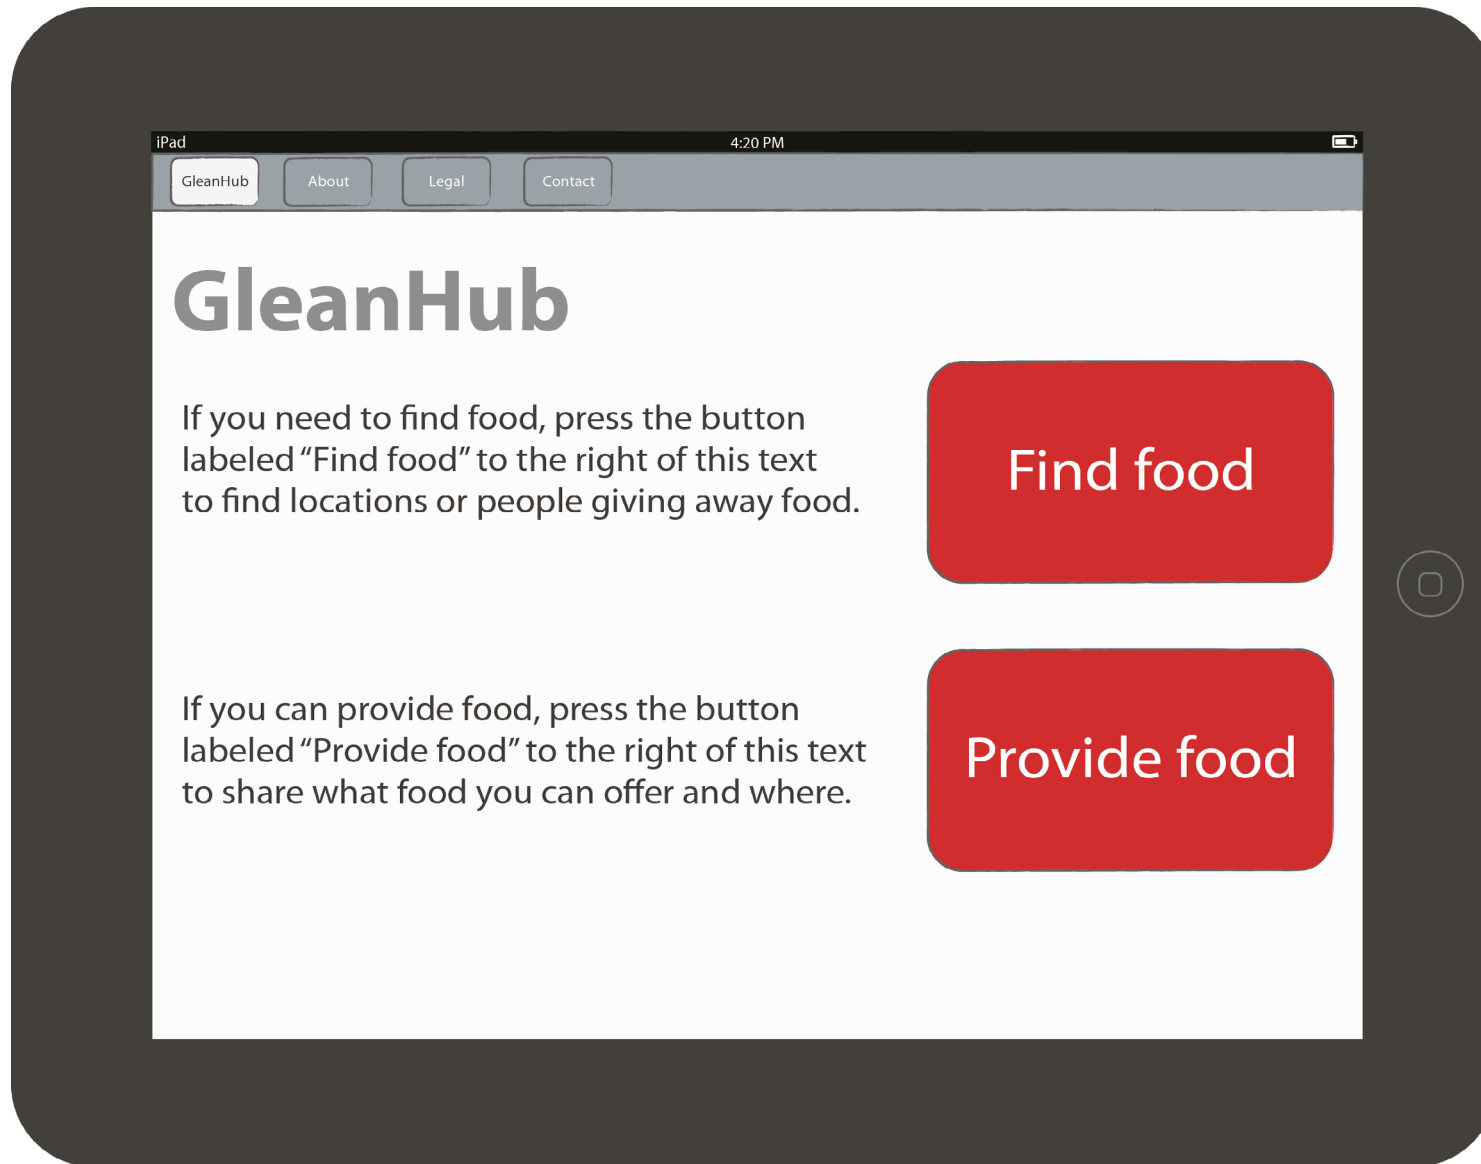 iPad
4:20 PM
GleanHub
About
Legal
Contact
GleanHub
If you need to find food, press the button
labeled “Find food” to the right of this text
to find locations or people giving away food.
Find food
If you can provide food, press the button
labeled “Provide food” to the right of this text
to share what food you can offer and where.
Provide food